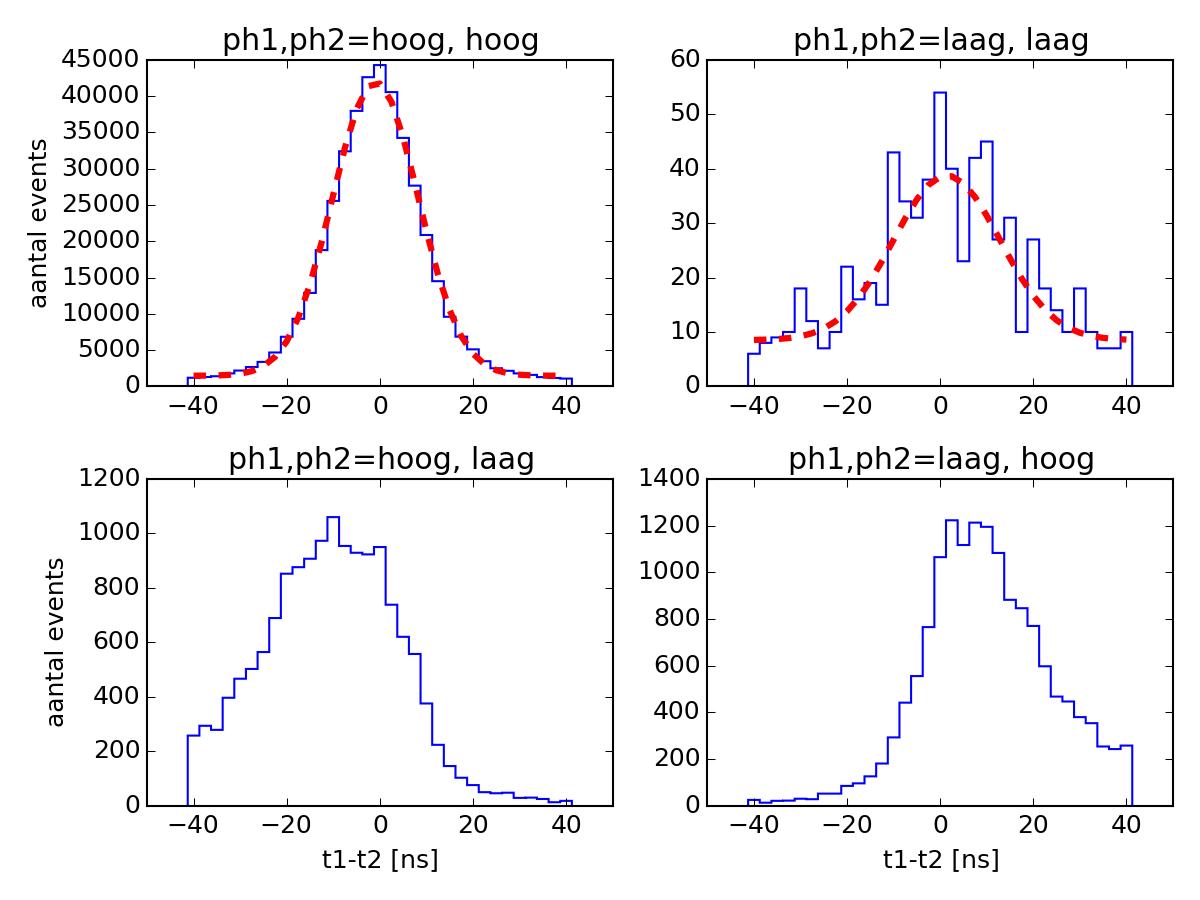 ph1,ph2=hoog, hoog
45000
40000
35000
30000
25000
20000
15000
10000
5000
0
aantal events
−40 −20 0 20 40
ph1,ph2=laag, laag
60
50
40
30
20
10
0
−40 −20 0 20 40
ph1,ph2=hoog, laag
1200
1000
800
600
400
200
0
aantal events
−40 −20 0 20 40
t1-t2 [ns]
ph1,ph2=laag, hoog
1400
1200
1000
800
600
400
200
0
−40 −20 0 20 40
t1-t2 [ns]